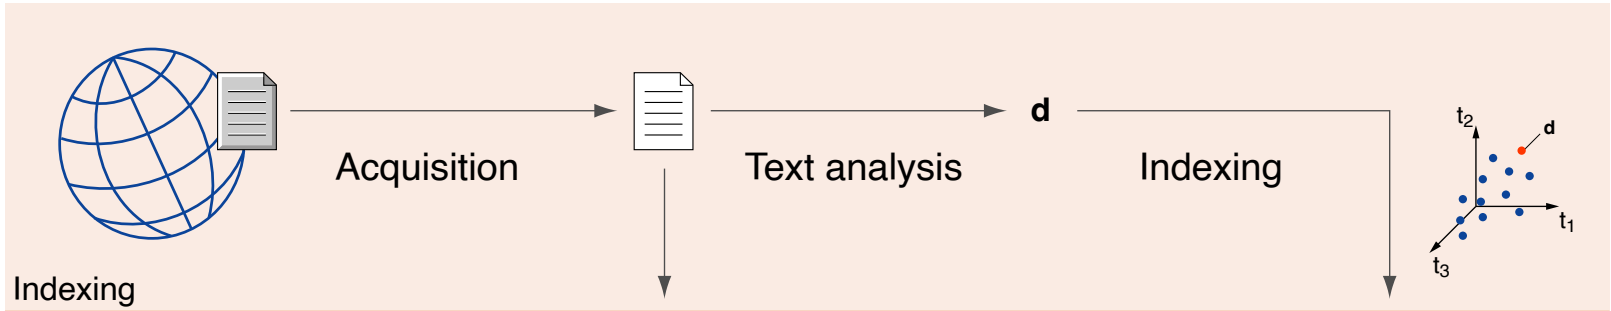 d
t2
d
Acquisition
Text analysis
Indexing
t1
t3
Indexing